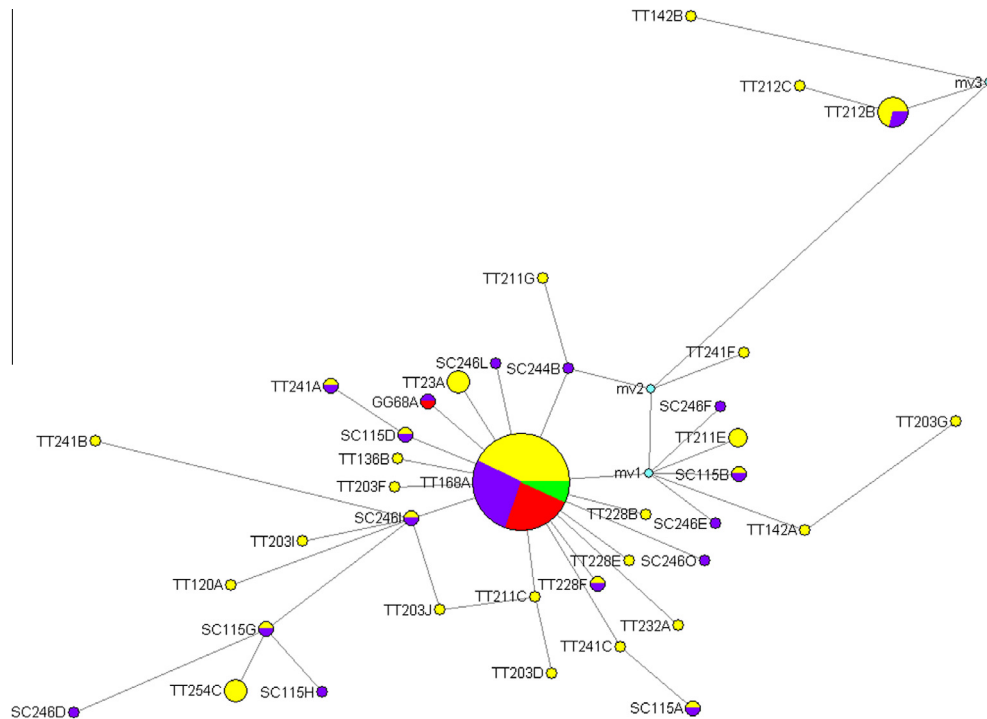 TT142B
mv3
TT212C
TT212B
TT211G
TT241F
SC246L
SC244B
TT23A
TT241A
mv2
GG68A
SC246F
TT203G
SC115D
TT211E
TT241B
TT136B
mv1
SC115B
TT168A
TT203F
TT228B
SC246I
SC246E
TT142A
TT203I
TT228E
SC246O
TT120A
TT228F
TT211C
TT203J
TT232A
SC115G
TT241C
TT203D
TT254C
SC115H
SC246D
SC115A